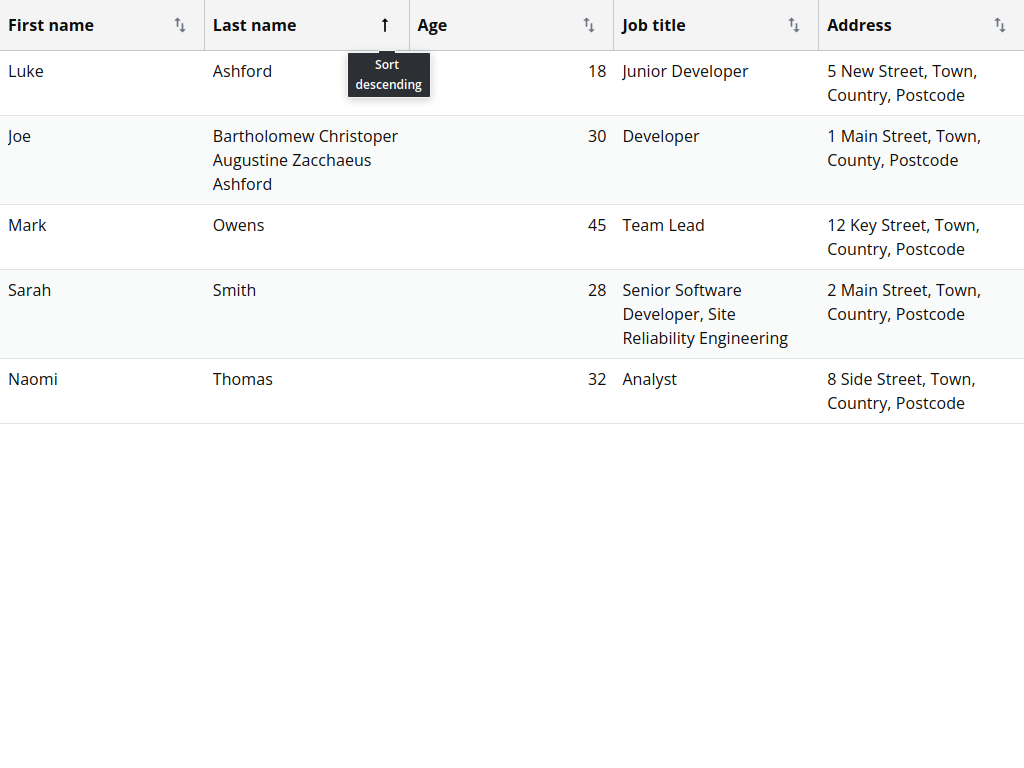 First name Last name Age Job title Address
Sort
descending
Luke Ashford 18 Junior Developer 5 New Street, Town,
Country, Postcode
Joe Bartholomew Christoper 30 Developer 1 Main Street, Town,
Augustine Zacchaeus County, Postcode
Ashford
Mark Owens 45 Team Lead 12 Key Street, Town,
Country, Postcode
Sarah Smith 28 Senior Software 2 Main Street, Town,
Developer, Site Country, Postcode
Reliability Engineering
Naomi Thomas 32 Analyst 8 Side Street, Town,
Country, Postcode